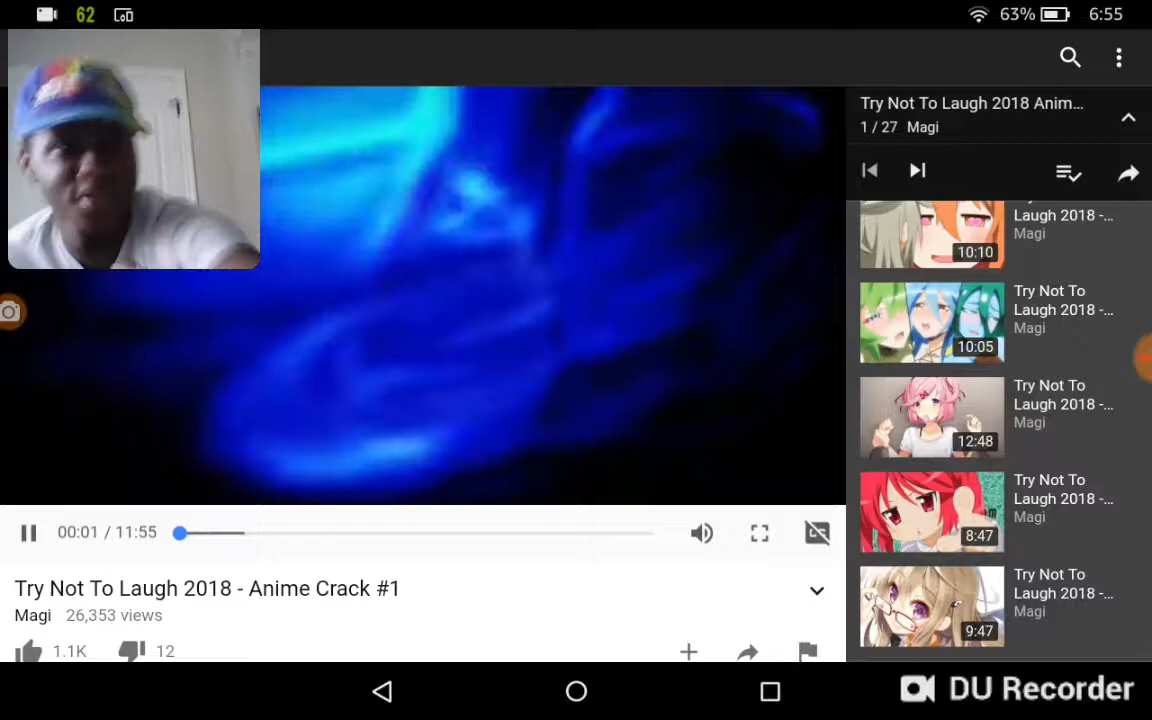 62
63%
6:55
Try Not To Laugh 2018 Anim...
1 / 27 Magi
Laugh 2018 -...
Magi
10:10
Try Not To
Laugh 2018 -...
Magi
10:05
Try Not To
Laugh 2018 -...
Magi
12:48
Try Not To
Laugh 2018 -...
Magi
8:47
Try Not To
Laugh 2018 -...
Magi
9:47
00:01 / 11:55
CC
Try Not To Laugh 2018 - Anime Crack #1
Magi 26,353 views
1.1K
12
DU Recorder